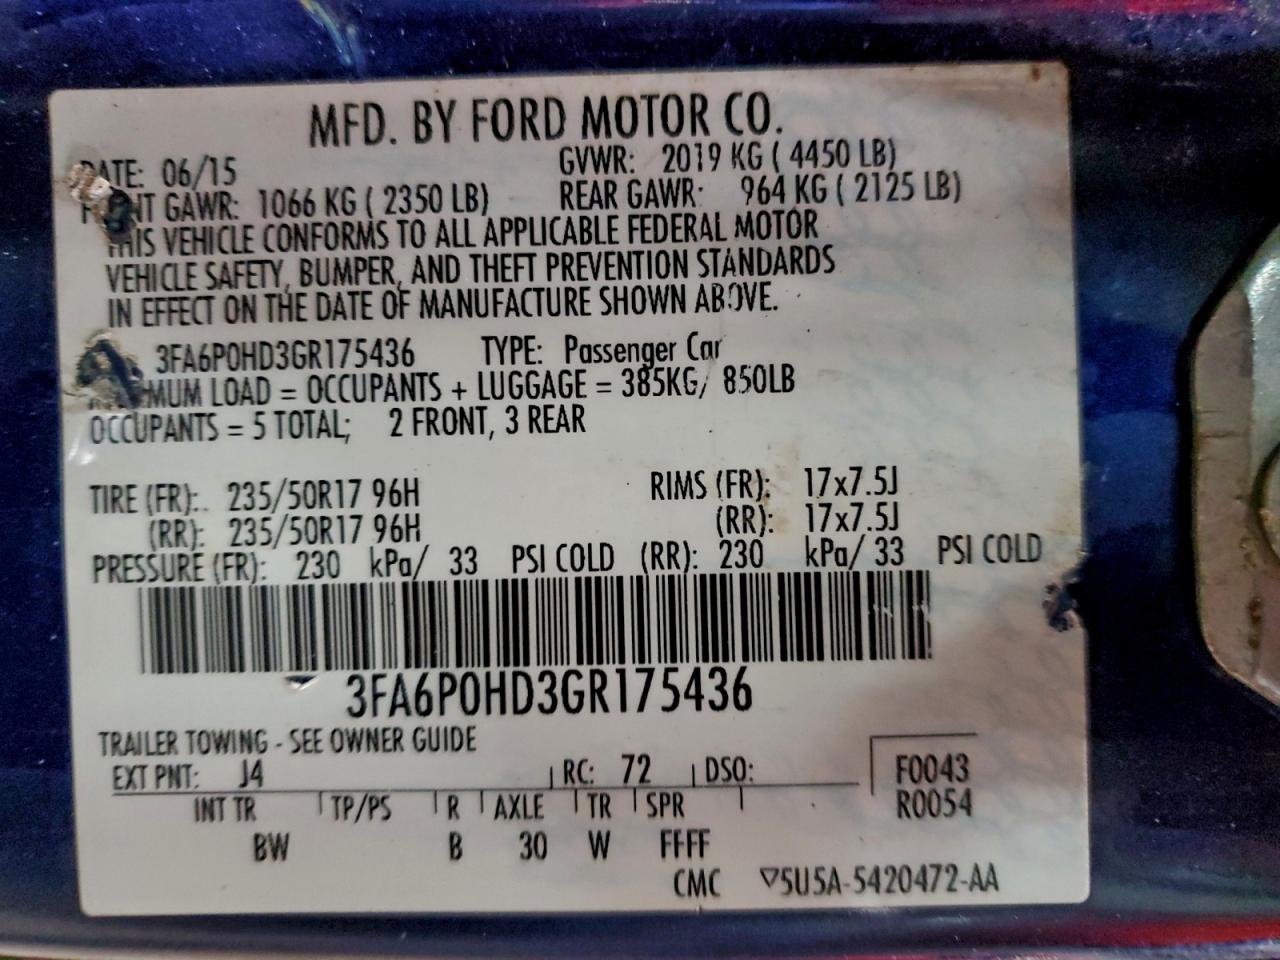 MFD. BY FORD MOTOR CO.
DATE: 06/15 GVWR: 2019 KG ( 4450 LB)
FRONT GAWR: 1066 KG ( 2350 LB) REAR GAWR: 964 KG ( 2125 LB)
THIS VEHICLE CONFORMS TO ALL APPLICABLE FEDERAL MOTOR
VEHICLE SAFETY, BUMPER, AND THEFT PREVENTION STANDARDS
IN EFFECT ON THE DATE OF MANUFACTURE SHOWN ABOVE.
3FA6P0HD3GR175436 TYPE: Passenger Car
MAXIMUM LOAD = OCCUPANTS + LUGGAGE = 385KG/ 850LB
OCCUPANTS = 5 TOTAL; 2 FRONT, 3 REAR
TIRE (FR): 235/50R17 96H RIMS (FR): 17x7.5J
(RR): 235/50R17 96H (RR): 17x7.5J
PRESSURE (FR): 230 kPa/ 33 PSI COLD (RR): 230 kPa/ 33 PSI COLD
3FA6P0HD3GR175436
TRAILER TOWING - SEE OWNER GUIDE
EXT PNT: J4 RC: 72 DSO: F0043
INT TR TP/PS R AXLE TR SPR R0054
BW B 30 W FFFF
CMC ▽5U5A-5420472-AA